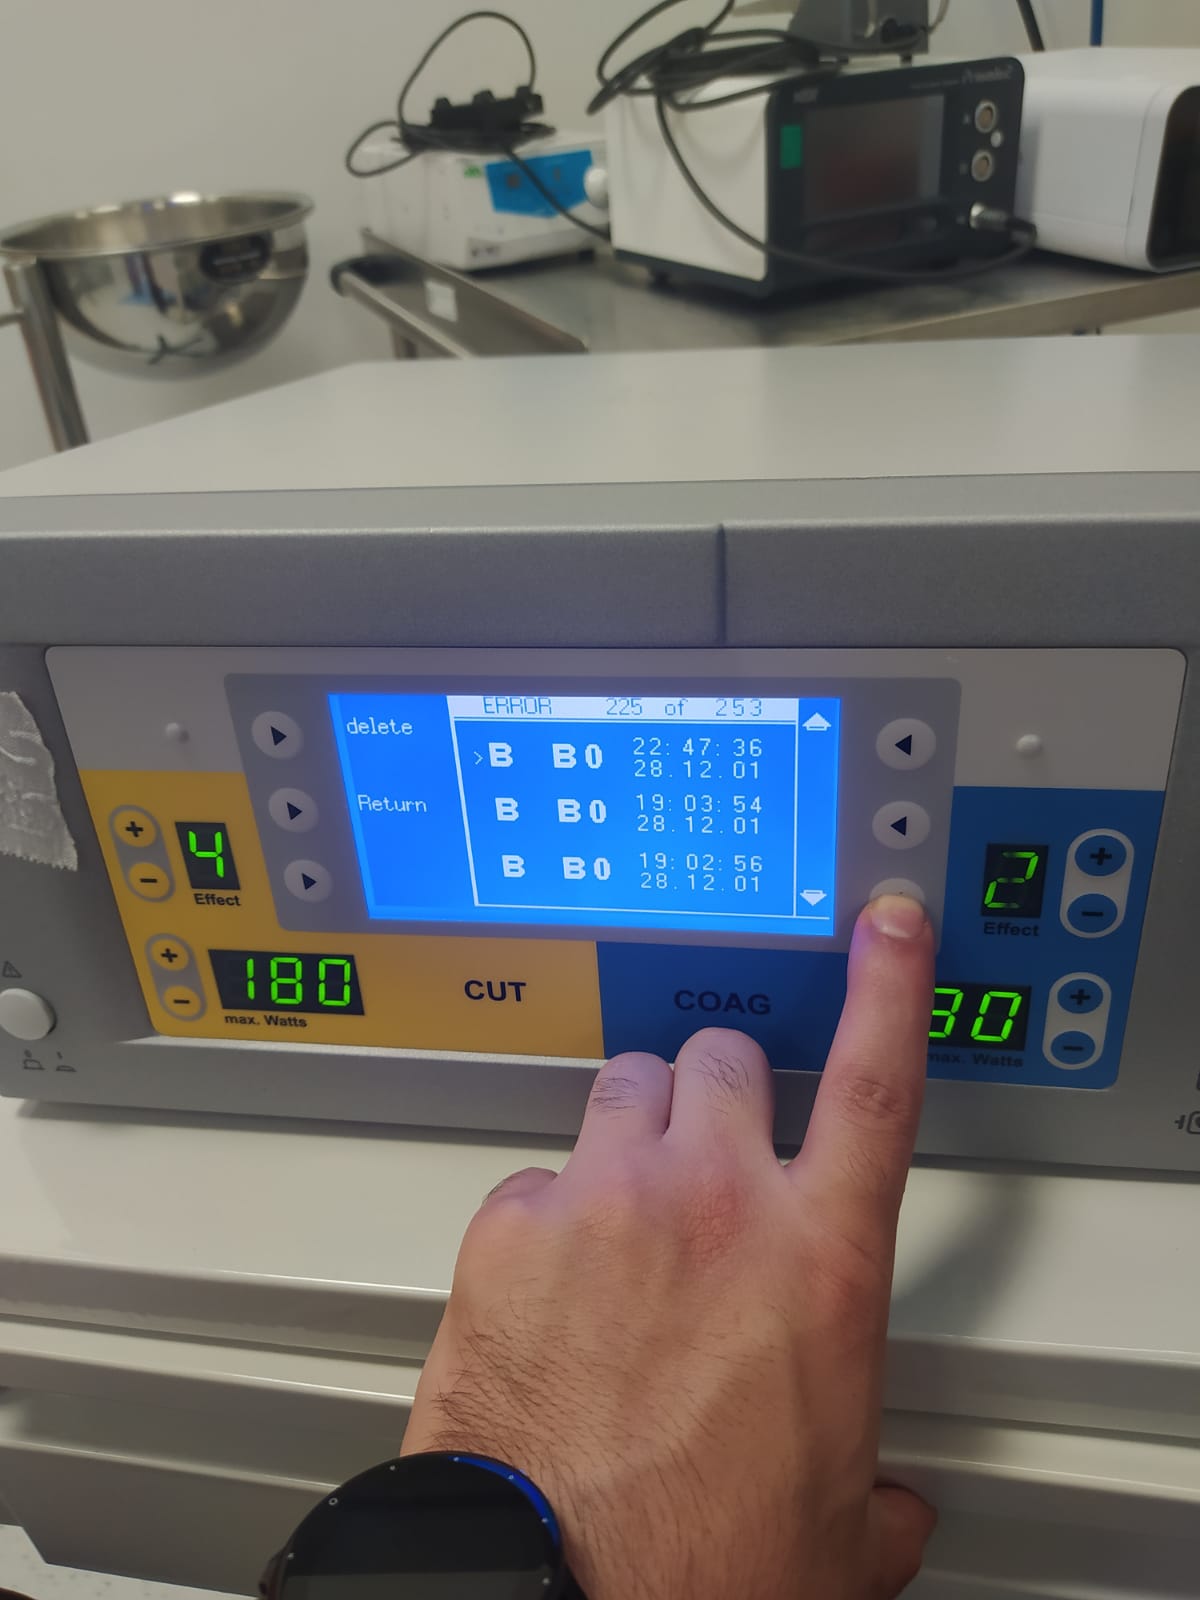 ERROR 225 of 253
delete
>B B0 22:47:36
28.12.01
Return
B B0 19:03:54
28.12.01
B B0 19:02:56
28.12.01
+
-
4
Effect
+
-
180
max. Watts
CUT
COAG
2
Effect
+
-
30
max. Watts
+
-